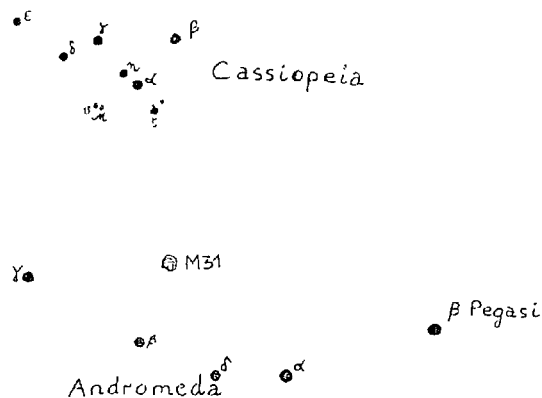 ε
γ
β
δ
η
α
Cassiopeia
ζ
γ
M31
β Pegasi
β
δ
α
Andromeda